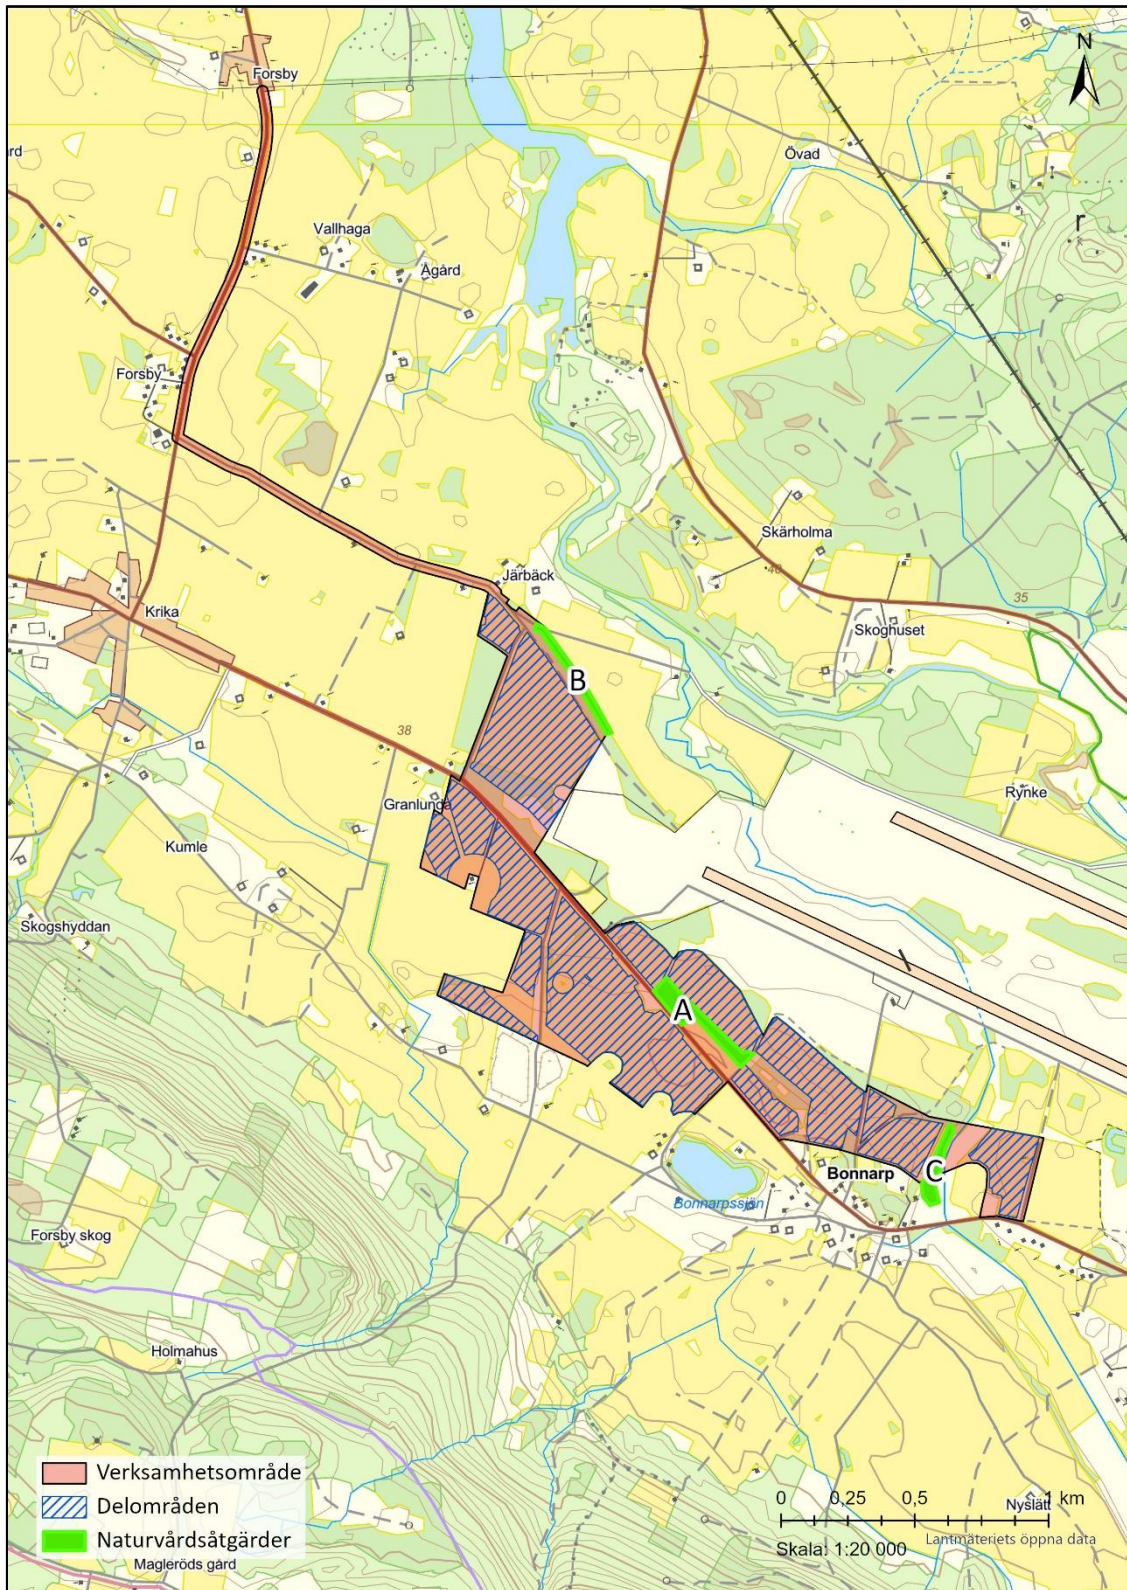 N
Forsby
rd
Övad
r
Vallhaga
Ågård
Forsby
Skärholma
40
Järbäck
35
Krika
Skoghuset
B
38
Granlunda
Rynke
Kumle
Skogshyddan
A
Bonnarp
C
Bonnarpssjön
Forsby skog
Holmahus
Verksamhetsområde
Delområden
Naturvårdsåtgärder
Magleröds gård
0 0,25 0,5 1 km
Nyslätt
Skala: 1:20 000
Lantmäteriets öppna data